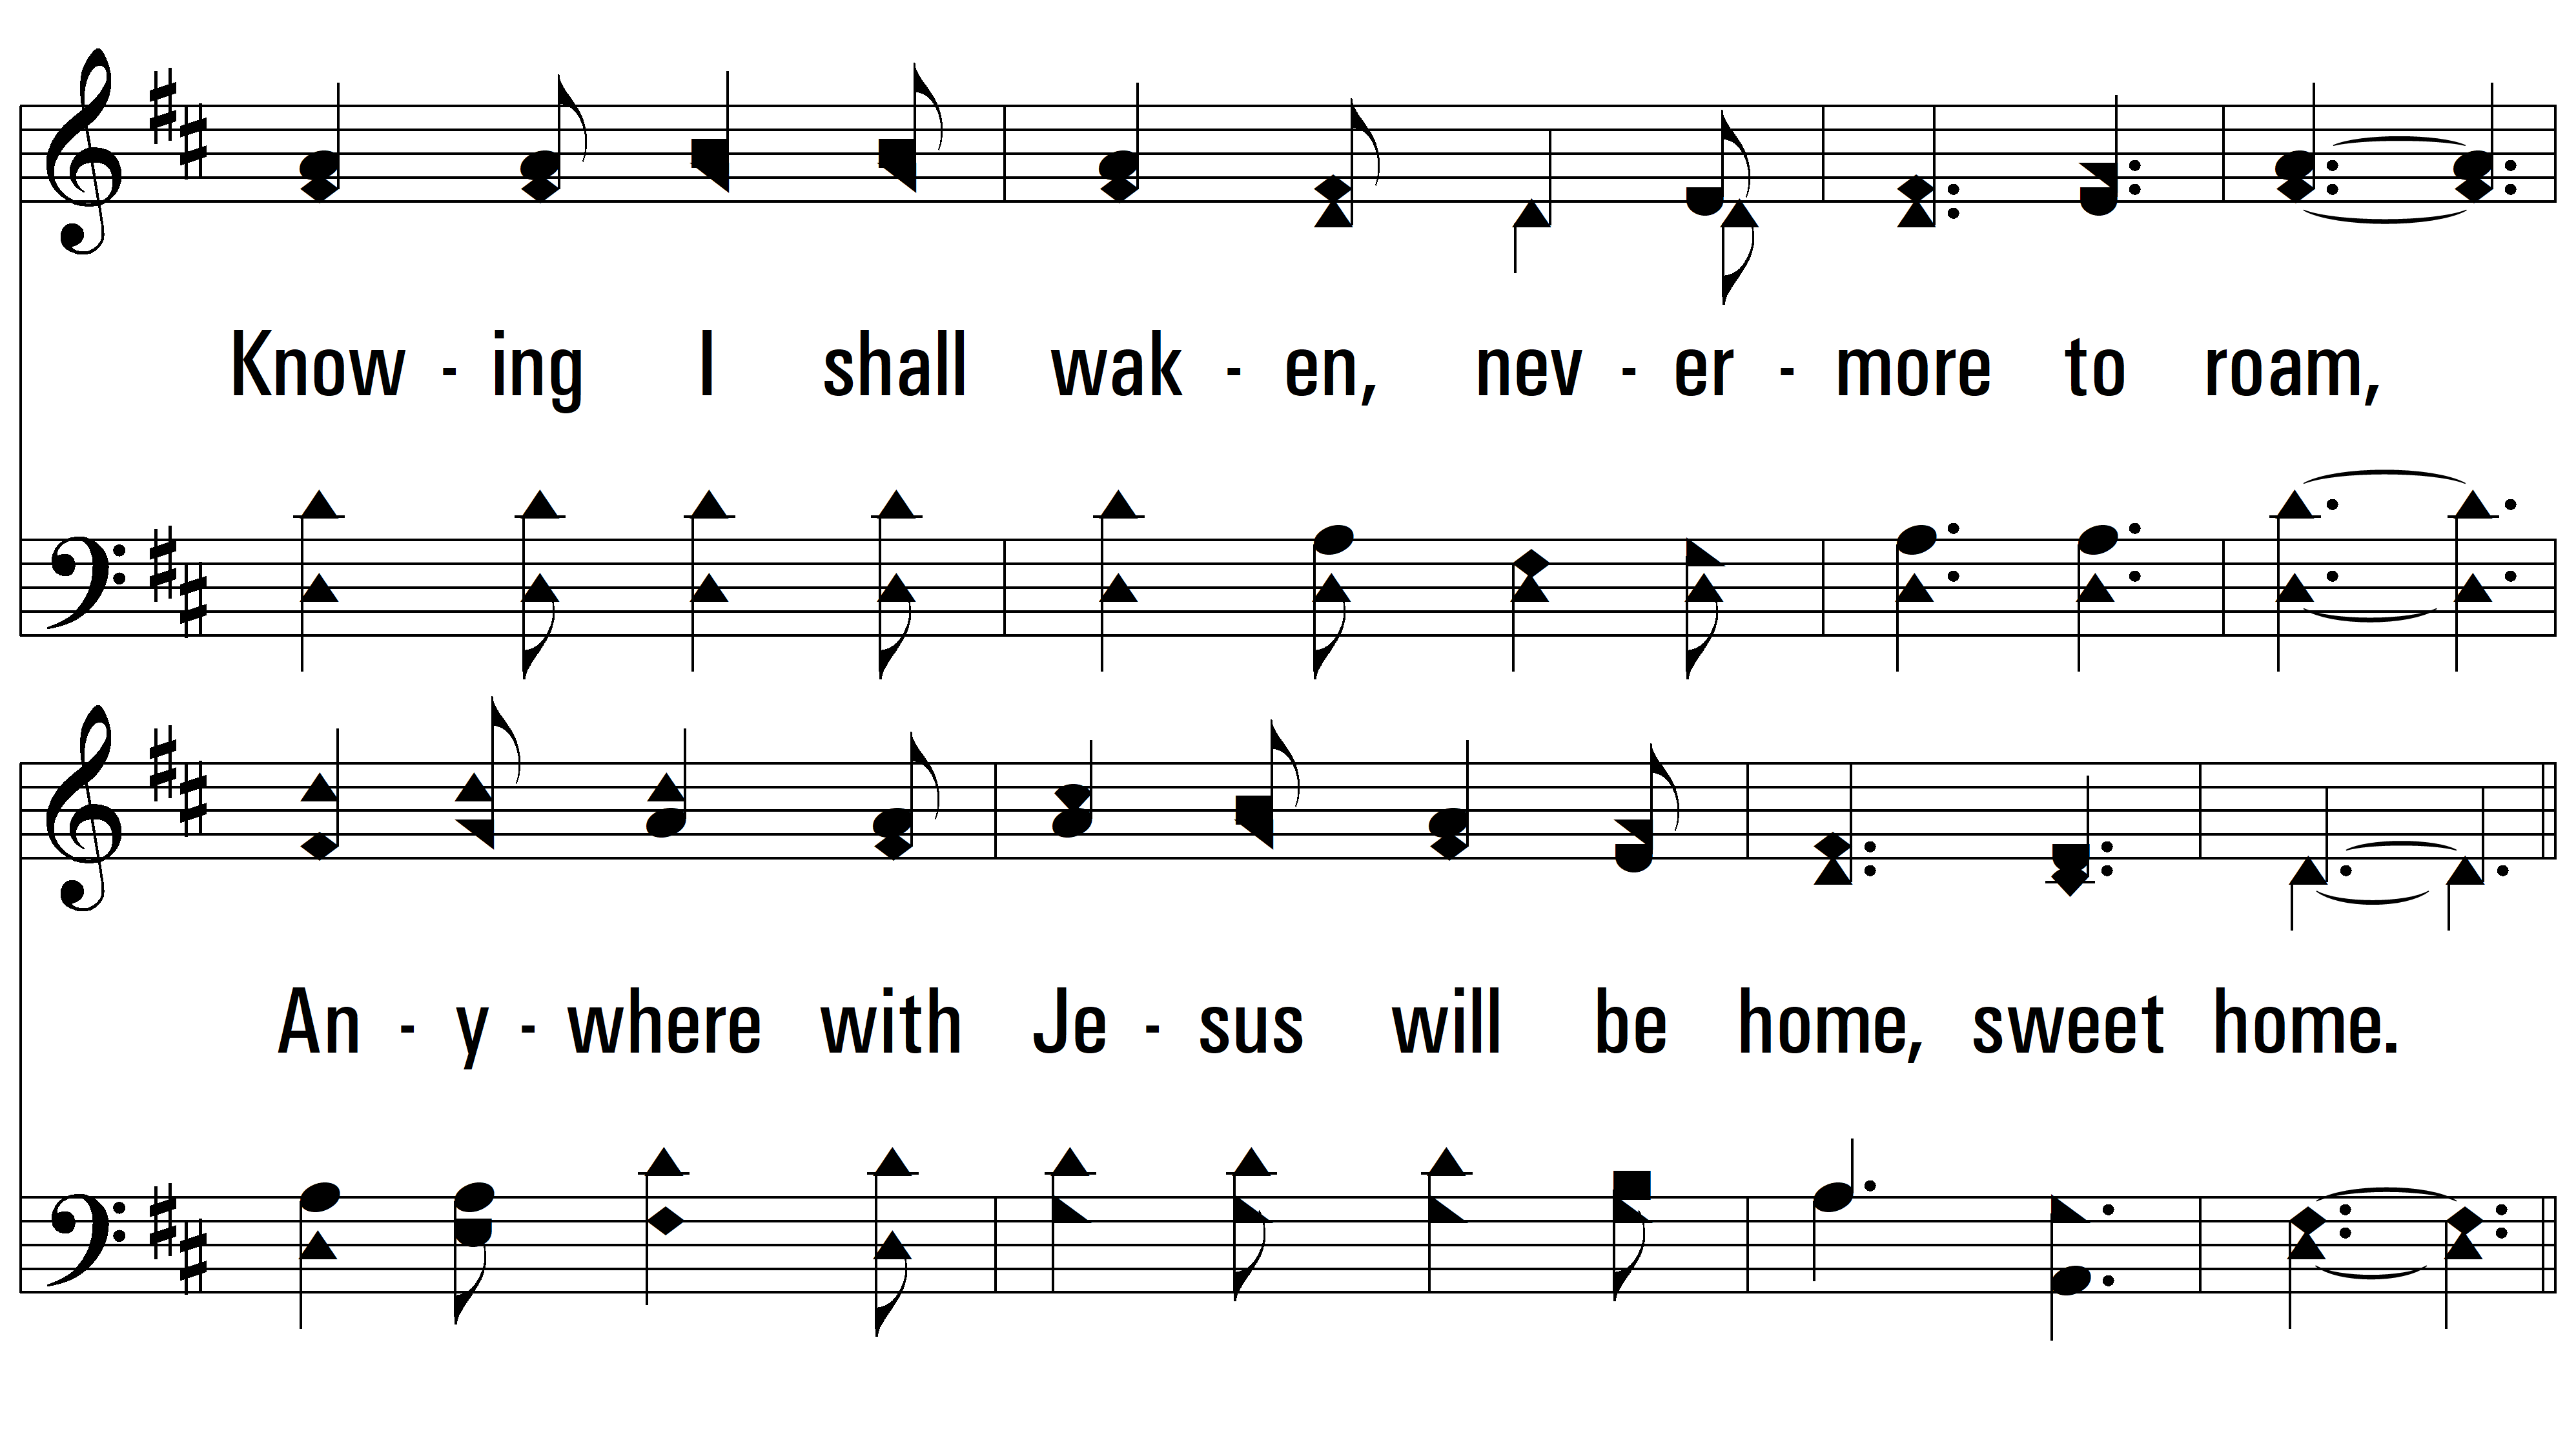 Know - ing I shall wak - en, nev - er - more to roam,
An - y - where with Je - sus will be home, sweet home.